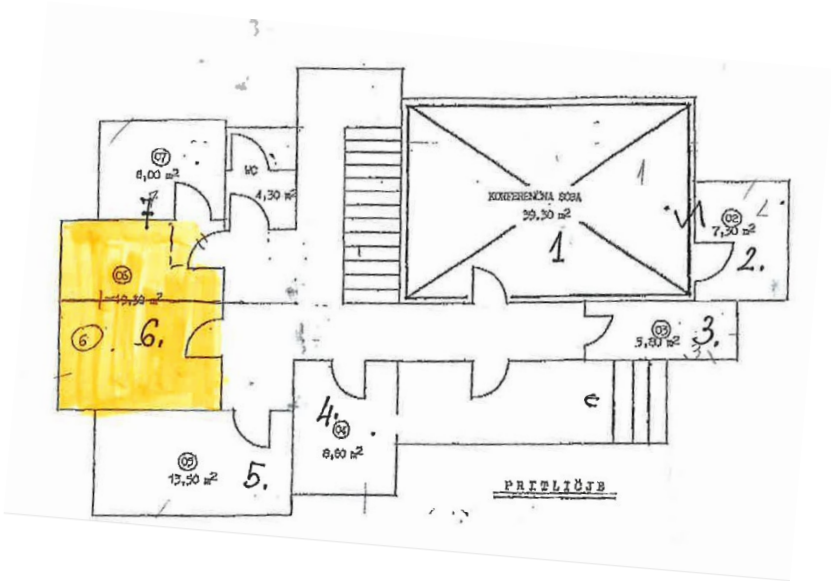 07
8,00 m²
WC
4,30 m²
KONFERENČNA SOBA
39.30 m²
1
1
02
7,30 m²
2.
06
6
6.
03
5,80 m²
3.
4.
04
8,80 m²
05
13,50 m²
5.
PRITLIČJE